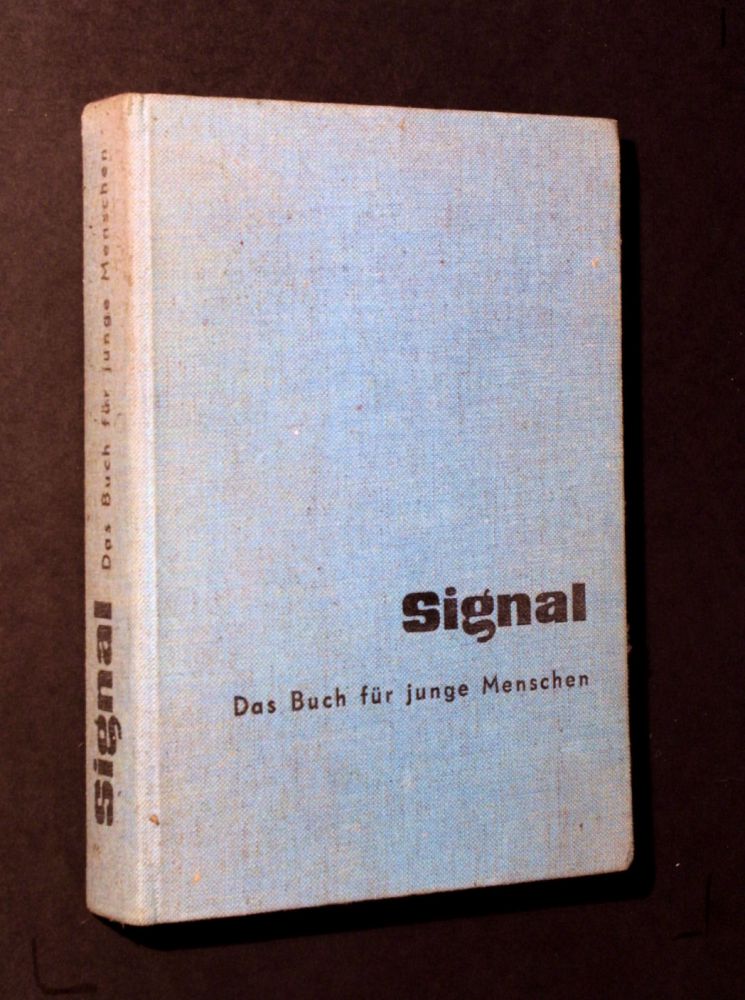 Signal Das Buch für junge Menschen
Signal
Das Buch für junge Menschen